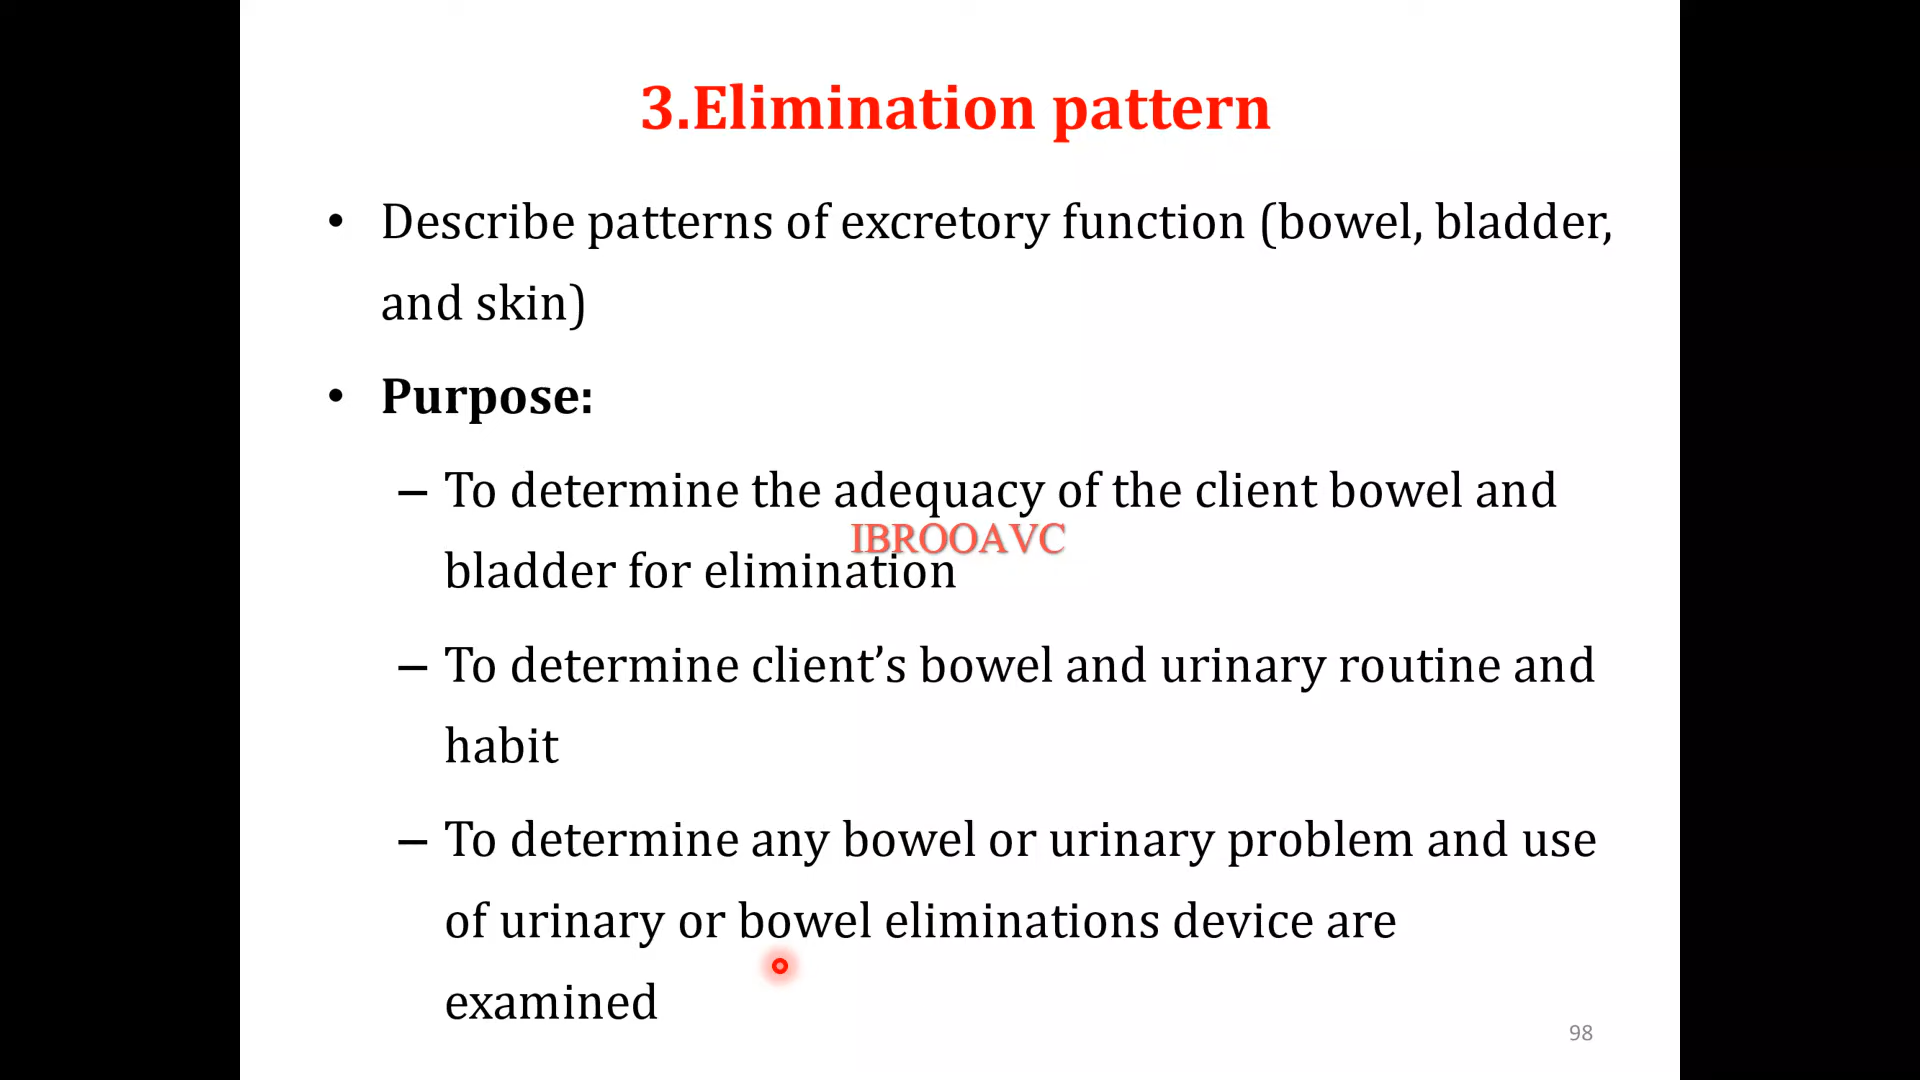 3.Elimination pattern
• Describe patterns of excretory function (bowel, bladder,
and skin)
• Purpose:
– To determine the adequacy of the client bowel and
IBROOAVC
bladder for elimination
– To determine client’s bowel and urinary routine and
habit
– To determine any bowel or urinary problem and use
of urinary or bowel eliminations device are
examined
98